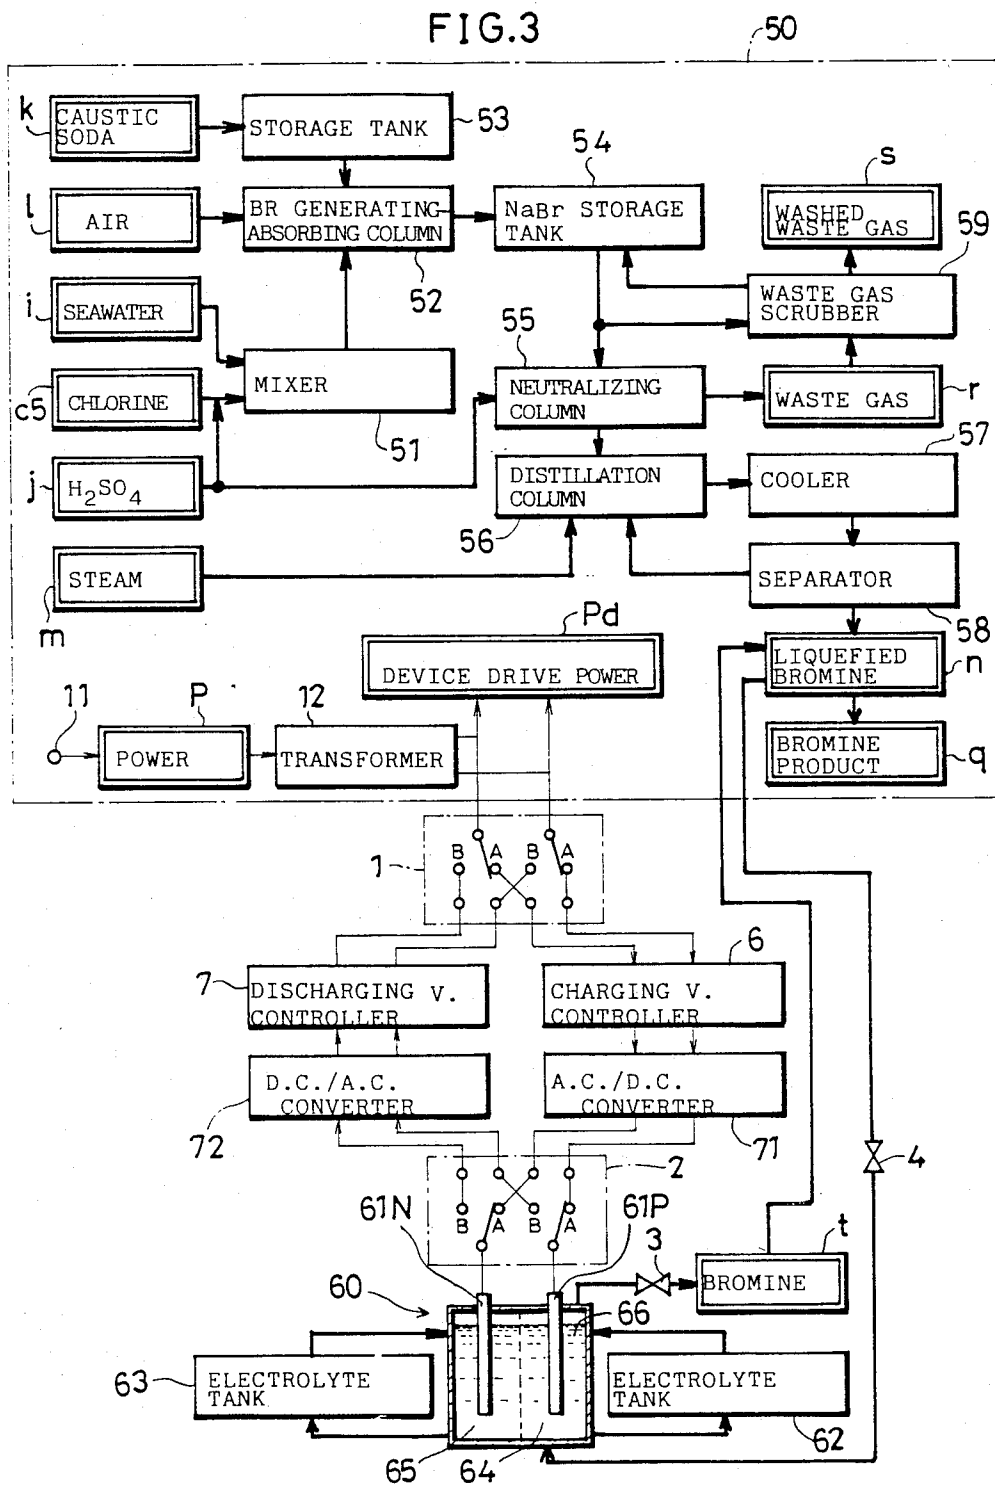 FIG.3
50
k
CAUSTIC
SODA
STORAGE TANK
53
54
s
l
AIR
BR GENERATING
ABSORBING COLUMN
52
NaBr STORAGE
TANK
WASHED
WASTE GAS
59
i
SEAWATER
WASTE GAS
SCRUBBER
55
c5
CHLORINE
MIXER
51
NEUTRALIZING
COLUMN
WASTE GAS
r
57
j
H2SO4
DISTILLATION
COLUMN
56
COOLER
STEAM
m
SEPARATOR
58
Pd
DEVICE DRIVE POWER
LIQUEFIED
BROMINE
n
11
P
POWER
12
TRANSFORMER
BROMINE
PRODUCT
q
1
B
A
B
A
7
DISCHARGING V.
CONTROLLER
6
CHARGING V.
CONTROLLER
D.C./A.C.
CONVERTER
72
A.C./D.C.
CONVERTER
71
2
4
B
A
B
A
61N
61P
3
t
BROMINE
60
66
63
ELECTROLYTE
TANK
ELECTROLYTE
TANK
62
65
64